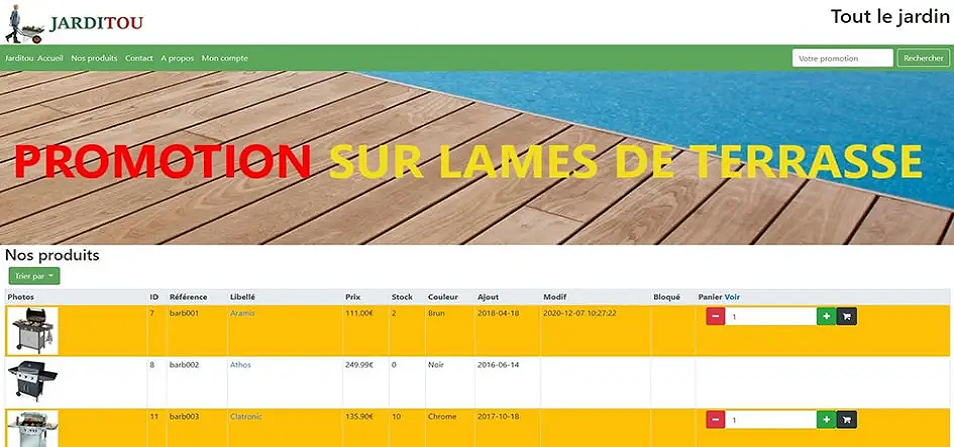 JARDITOU
Tout le jardin
Jarditou Accueil Nos produits Contact A propos Mon compte Votre promotion Rechercher
PROMOTION SUR LAMES DE TERRASSE
Nos produits
Trier par
Photos ID Référence Libellé Prix Stock Couleur Ajout Modif Bloqué Panier Voir
7 barb001 Aramis 111.00€ 2 Brun 2018-04-18 2020-12-07 10:27:22 1
8 barb002 Athos 249.99€ 0 Noir 2016-06-14
11 barb003 Clatronic 135.90€ 10 Chrome 2017-10-18 1